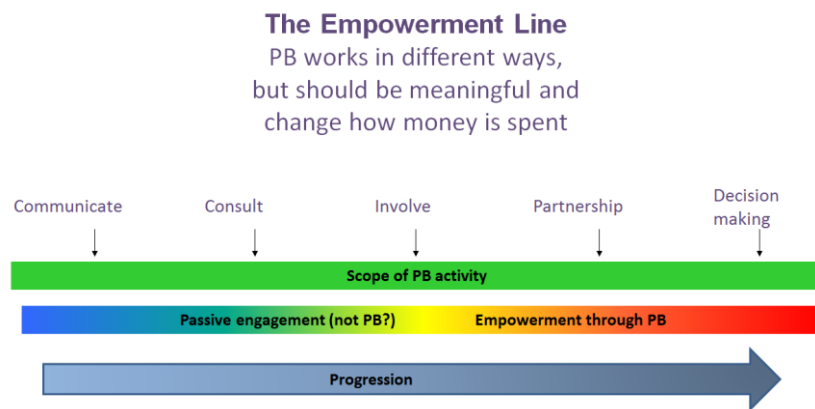 The Empowerment Line
PB works in different ways,
but should be meaningful and
change how money is spent
Communicate
Consult
Involve
Partnership
Decision
making
Scope of PB activity
Passive engagement (not PB?)
Empowerment through PB
Progression